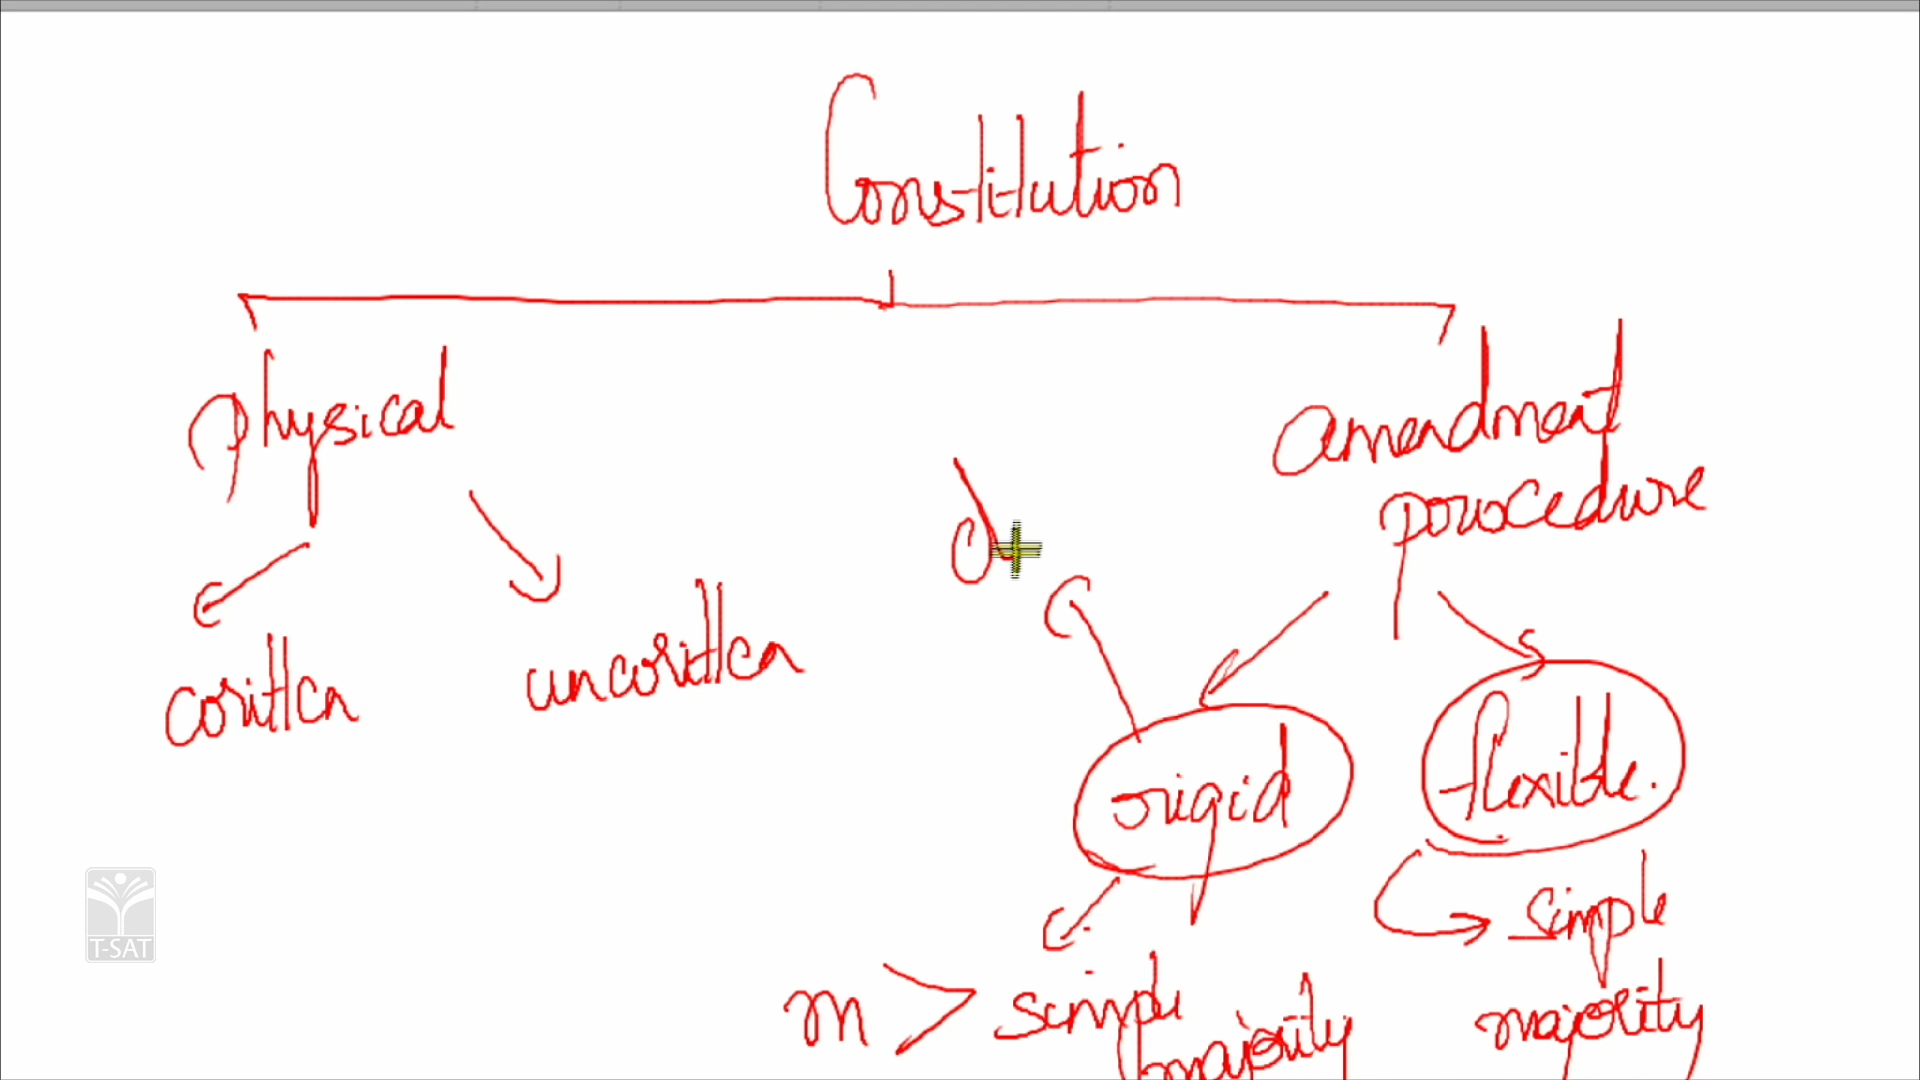 Constitution
physical
amendment
procedure
written
unwritten
rigid
flexible.
simple
majority
m > simple
majority
T-SAT